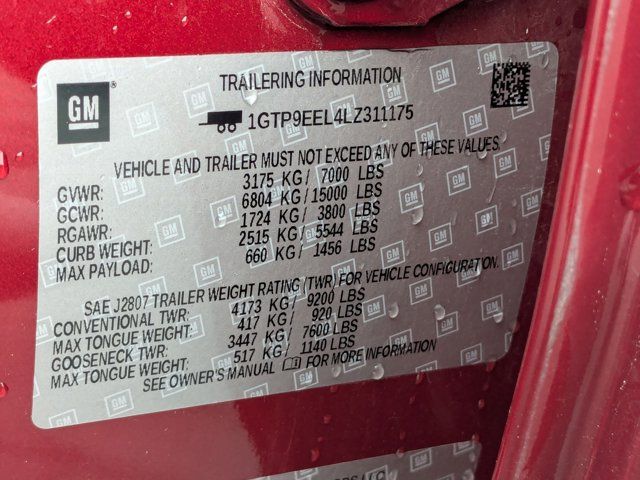 GM
TRAILERING INFORMATION
1GTP9EEL4LZ311175
VEHICLE AND TRAILER MUST NOT EXCEED ANY OF THESE VALUES.
GVWR: 3175 KG / 7000 LBS
GCWR: 6804 KG / 15000 LBS
RGAWR: 1724 KG / 3800 LBS
CURB WEIGHT: 2515 KG / 5544 LBS
MAX PAYLOAD: 660 KG / 1456 LBS
SAE J2807 TRAILER WEIGHT RATING (TWR) FOR VEHICLE CONFIGURATION.
CONVENTIONAL TWR: 4173 KG / 9200 LBS
MAX TONGUE WEIGHT: 417 KG / 920 LBS
GOOSENECK TWR: 3447 KG / 7600 LBS
MAX TONGUE WEIGHT: 517 KG / 1140 LBS
SEE OWNER'S MANUAL FOR MORE INFORMATION